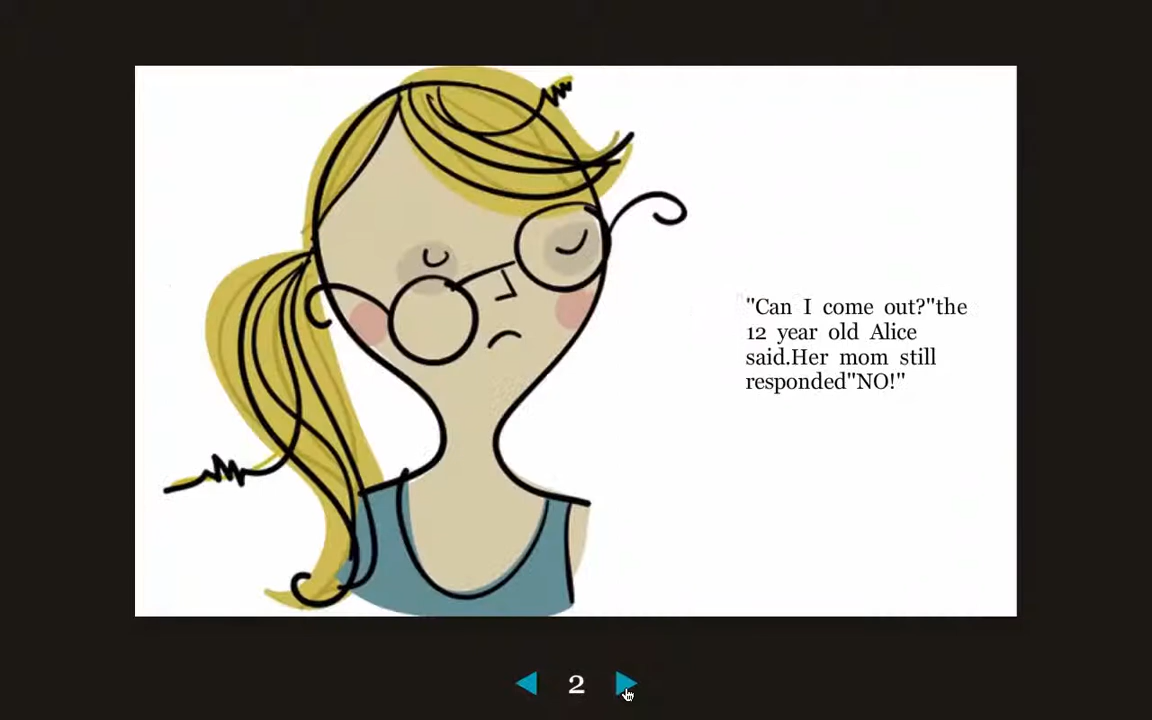 "Can I come out?"the
12 year old Alice
said.Her mom still
responded"NO!"
2